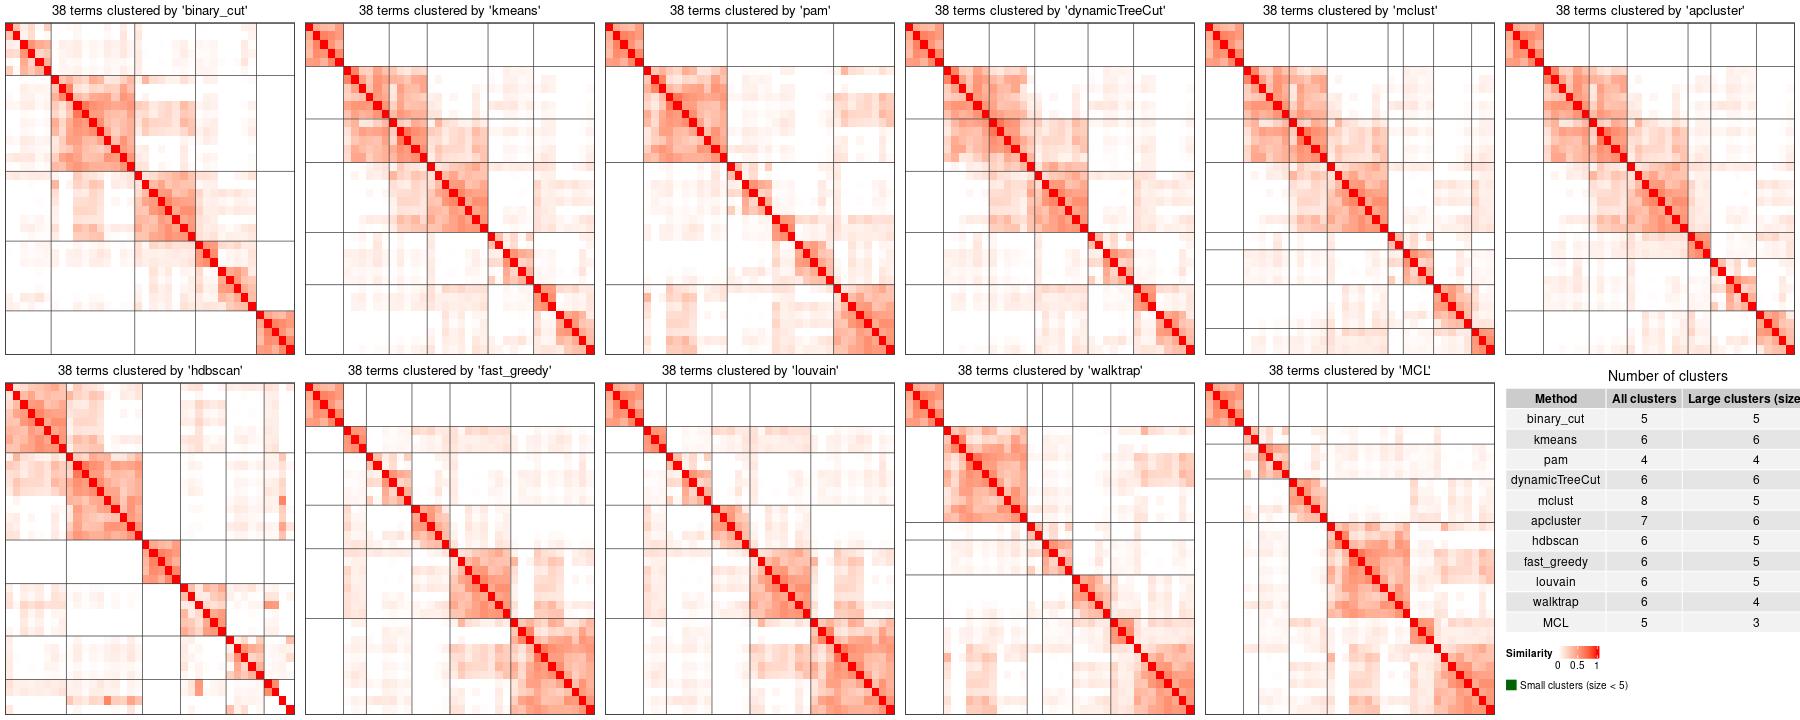 38 terms clustered by 'binary_cut'
38 terms clustered by 'kmeans'
38 terms clustered by 'pam'
38 terms clustered by 'dynamicTreeCut'
38 terms clustered by 'mclust'
38 terms clustered by 'apcluster'
38 terms clustered by 'hdbscan'
38 terms clustered by 'fast_greedy'
38 terms clustered by 'louvain'
38 terms clustered by 'walktrap'
38 terms clustered by 'MCL'
Number of clusters
Method All clusters Large clusters (size
binary_cut 5 5
kmeans 6 6
pam 4 4
dynamicTreeCut 6 6
mclust 8 5
apcluster 7 6
hdbscan 6 5
fast_greedy 6 5
louvain 6 5
walktrap 6 4
MCL 5 3
Similarity
0 0.5 1
Small clusters (size < 5)